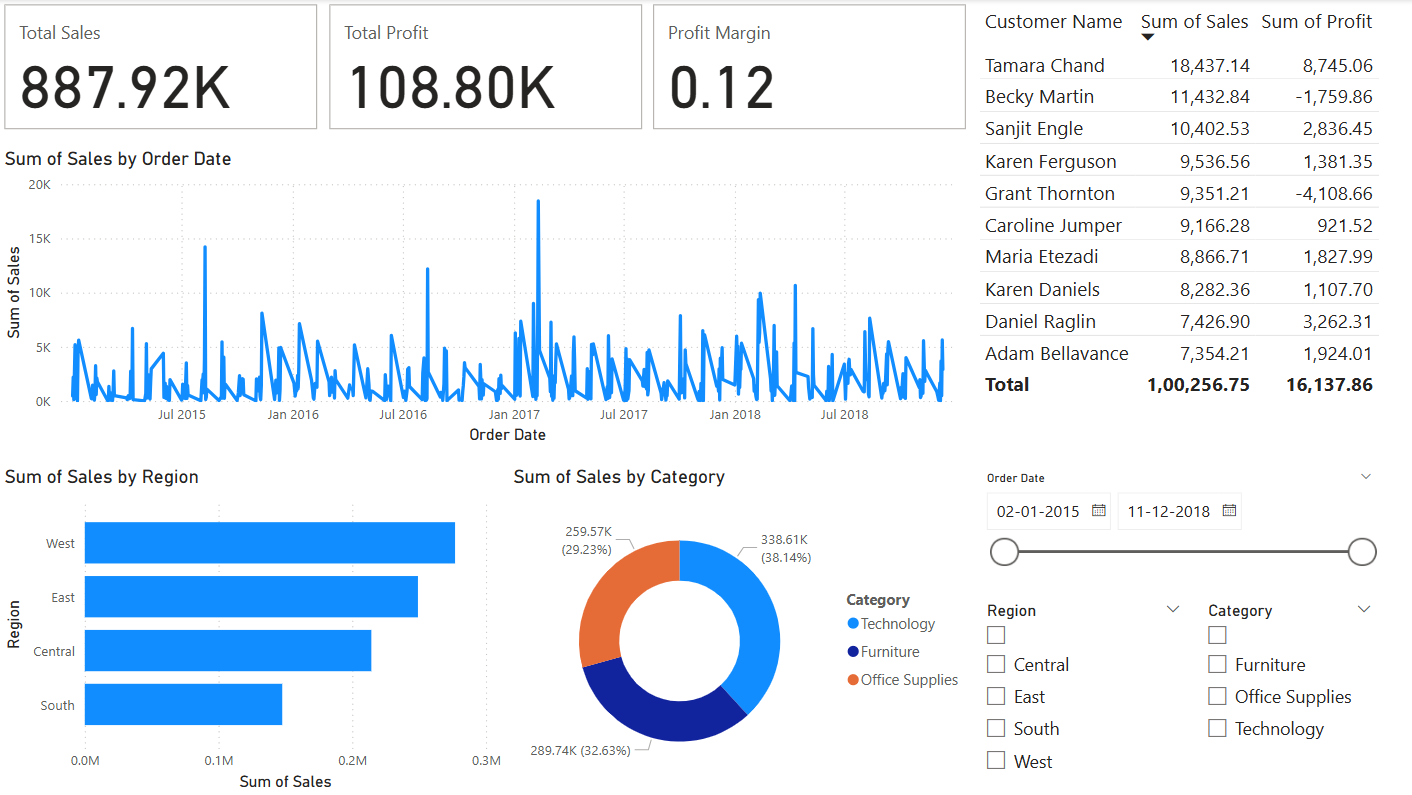 Total Sales
887.92K
Total Profit
108.80K
Profit Margin
0.12
Customer Name Sum of Sales Sum of Profit
Tamara Chand 18,437.14 8,745.06
Becky Martin 11,432.84 -1,759.86
Sanjit Engle 10,402.53 2,836.45
Karen Ferguson 9,536.56 1,381.35
Grant Thornton 9,351.21 -4,108.66
Caroline Jumper 9,166.28 921.52
Maria Etezadi 8,866.71 1,827.99
Karen Daniels 8,282.36 1,107.70
Daniel Raglin 7,426.90 3,262.31
Adam Bellavance 7,354.21 1,924.01
Total 1,00,256.75 16,137.86
Sum of Sales by Order Date
Sum of Sales
20K
15K
10K
5K
0K
Jul 2015 Jan 2016 Jul 2016 Jan 2017 Jul 2017 Jan 2018 Jul 2018
Order Date
Sum of Sales by Region
Region
West
East
Central
South
0.0M 0.1M 0.2M 0.3M
Sum of Sales
Sum of Sales by Category
259.57K
(29.23%)
338.61K
(38.14%)
289.74K (32.63%)
Category
Technology
Furniture
Office Supplies
Order Date
02-01-2015 11-12-2018
Region
Central
East
South
West
Category
Furniture
Office Supplies
Technology